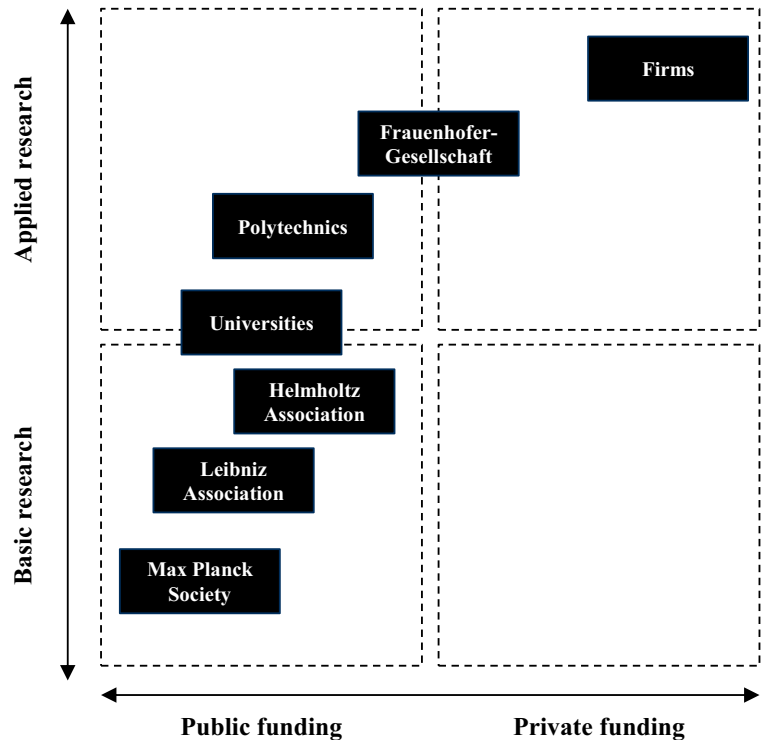 Firms
Frauenhofer-
Gesellschaft
Polytechnics
Universities
Helmholtz
Association
Leibniz
Association
Max Planck
Society
Applied research
Basic research
Public funding
Private funding